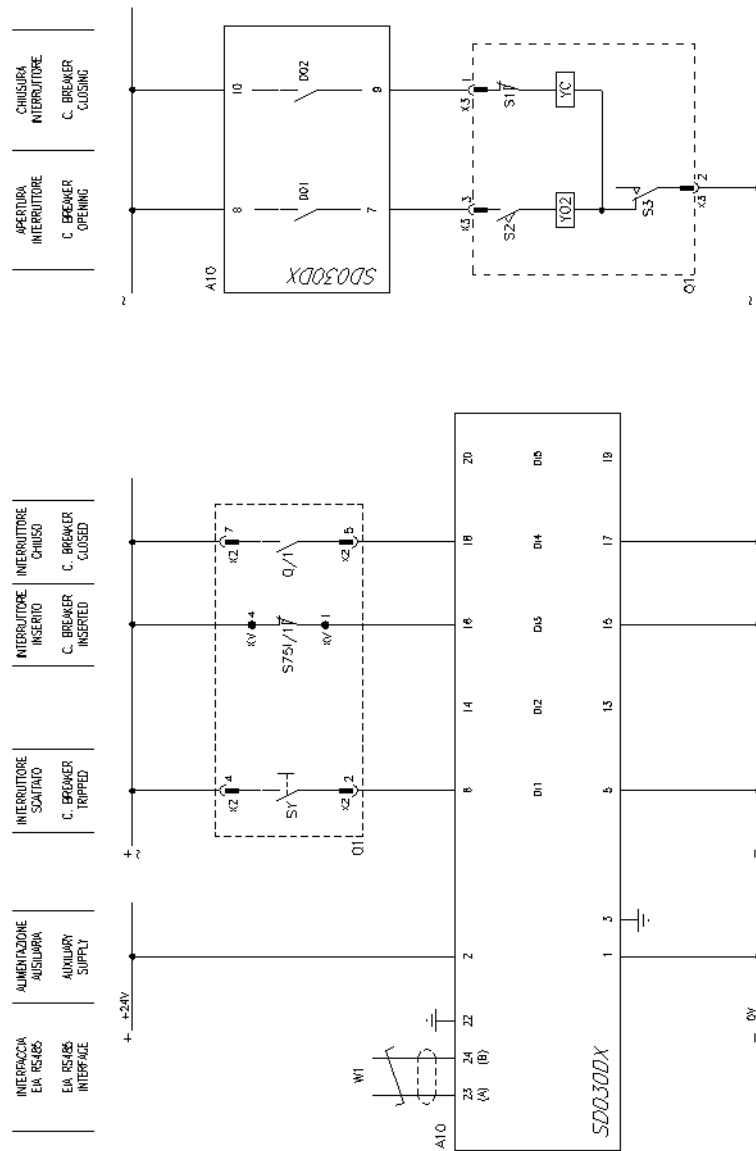 INTERFACCIA
EIA RS485
EIA RS485
INTERFACE
ALIMENTAZIONE
AUSILIARIA
AUXILIARY
SUPPLY
INTERRUTTORE
SCATTATO
C. BREAKER
TRIPPED
INTERRUTTORE
INSERITO
C. BREAKER
INSERTED
INTERRUTTORE
CHIUSO
C. BREAKER
CLOSED
APERTURA
INTERRUTTORE
C. BREAKER
OPENING
CHIUSURA
INTERRUTTORE
C. BREAKER
CLOSING
+ +24V
+
~
~
W1
Q1
X2 4
SY
X2 2
XV 4
S75I/1
XV 1
X2 7
Q/1
X2 5
A10
23 24 22 2 8 14 16 18 20
(A) (B)
DI1 DI2 DI3 DI4 DI5
SD030DX
1 3 6 13 15 17 19
- 0V
-
~
A10
8 10
DO1 DO2
7 9
SD030DX
X3 3
X3 1
S2 S1
YO2 YC
S3
X3 2
Q1
~